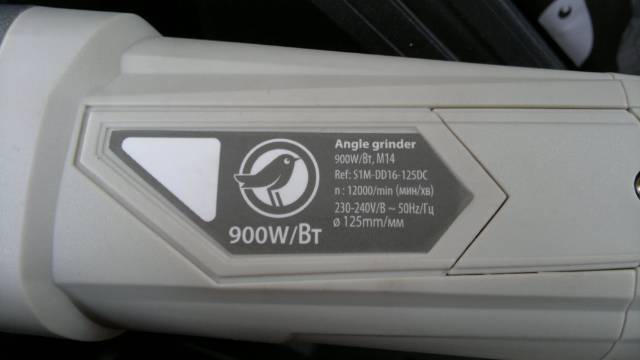 Angle grinder
900W/Вт, M14
Ref: S1M-DD16-125DC
n : 12000/min (мин/хв)
230-240V/В ~ 50Hz/Гц
ø 125mm/мм
900W/Вт